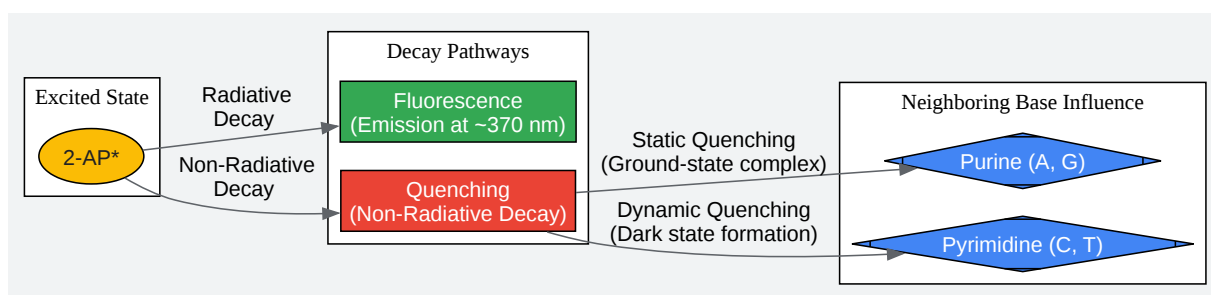 Excited State
2-AP*
Radiative
Decay
Non-Radiative
Decay
Decay Pathways
Fluorescence
(Emission at ~370 nm)
Quenching
(Non-Radiative Decay)
Static Quenching
(Ground-state complex)
Dynamic Quenching
(Dark state formation)
Neighboring Base Influence
Purine (A, G)
Pyrimidine (C, T)